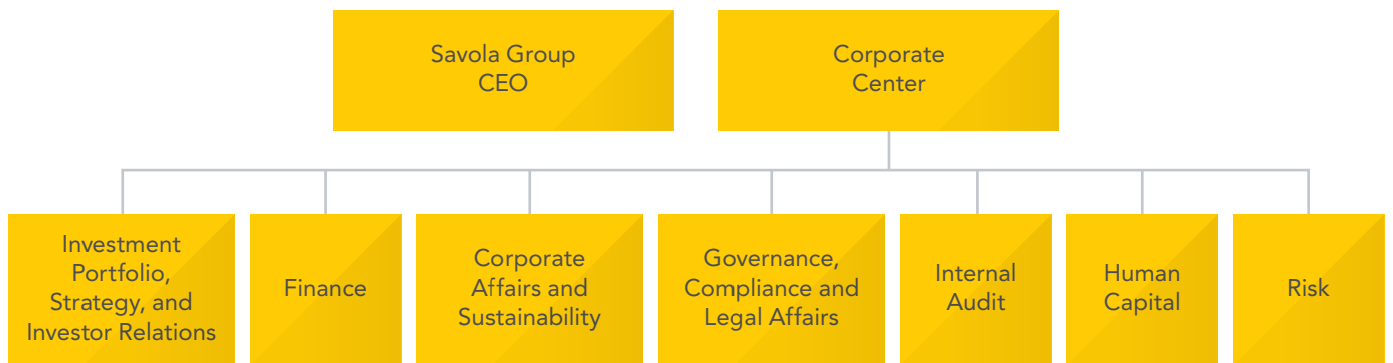 Savola Group
CEO
Corporate
Center
Investment
Portfolio,
Strategy, and
Investor Relations
Finance
Corporate
Affairs and
Sustainability
Governance,
Compliance and
Legal Affairs
Internal
Audit
Human
Capital
Risk